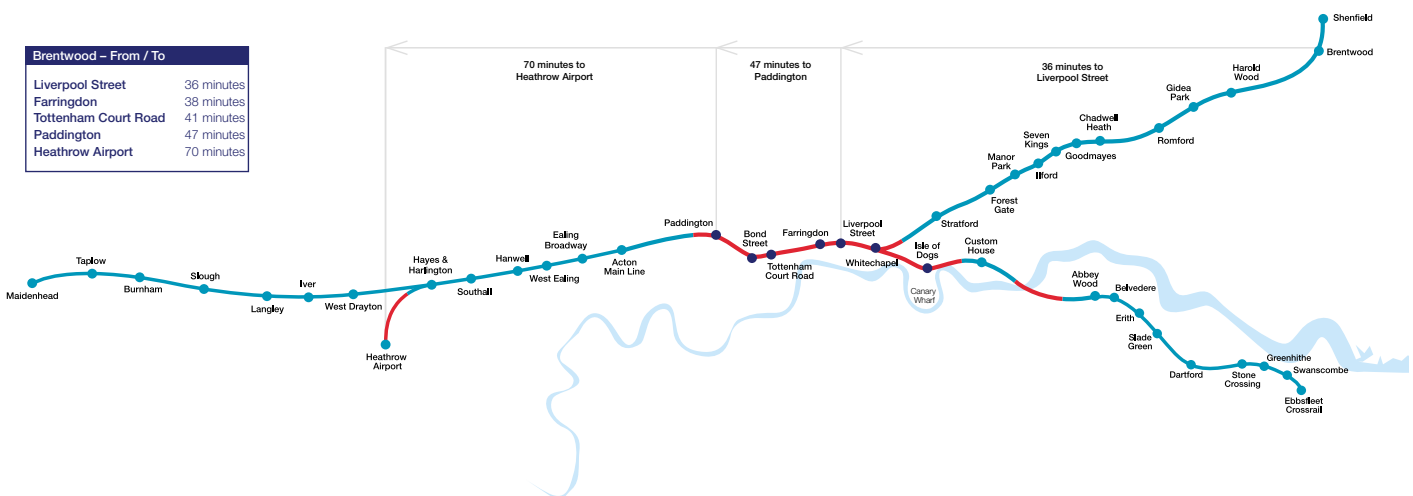 Brentwood – From / To
Liverpool Street 36 minutes
Farringdon 38 minutes
Tottenham Court Road 41 minutes
Paddington 47 minutes
Heathrow Airport 70 minutes
70 minutes to
Heathrow Airport
47 minutes to
Paddington
36 minutes to
Liverpool Street
Shenfield
Brentwood
Harold
Wood
Gidea
Park
Romford
Chadwell
Heath
Goodmayes
Seven
Kings
Ilford
Manor
Park
Forest
Gate
Stratford
Maidenhead
Taplow
Burnham
Slough
Langley
Iver
West Drayton
Hayes &
Harlington
Heathrow
Airport
Southall
Hanwell
West Ealing
Ealing
Broadway
Acton
Main Line
Paddington
Bond
Street
Tottenham
Court Road
Farringdon
Liverpool
Street
Whitechapel
Isle of
Dogs
Canary
Wharf
Custom
House
Abbey
Wood
Belvedere
Erith
Slade
Green
Dartford
Stone
Crossing
Greenhithe
Swanscombe
Ebbsfleet
Crossrail